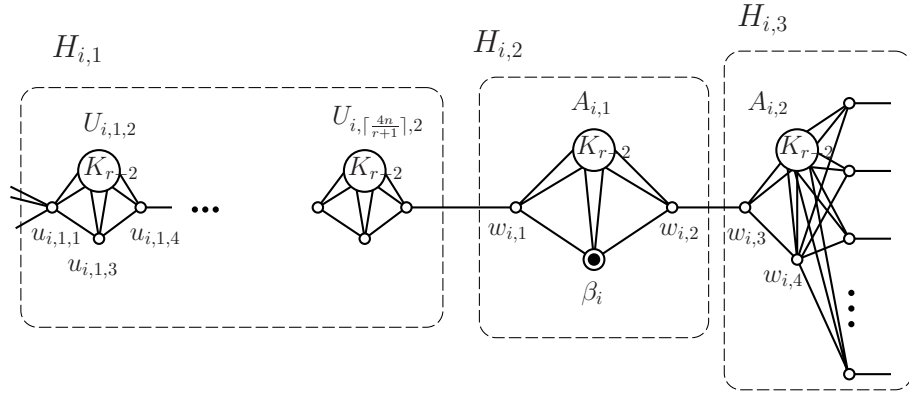 H_{i,1}
H_{i,2}
H_{i,3}
U_{i,1,2}
U_{i,⌈\frac{4n}{r+1}⌉,2}
A_{i,1}
A_{i,2}
K_{r-2}
K_{r-2}
K_{r-2}
K_{r-2}
u_{i,1,1}
u_{i,1,4}
u_{i,1,3}
w_{i,1}
w_{i,2}
w_{i,3}
w_{i,4}
β_i